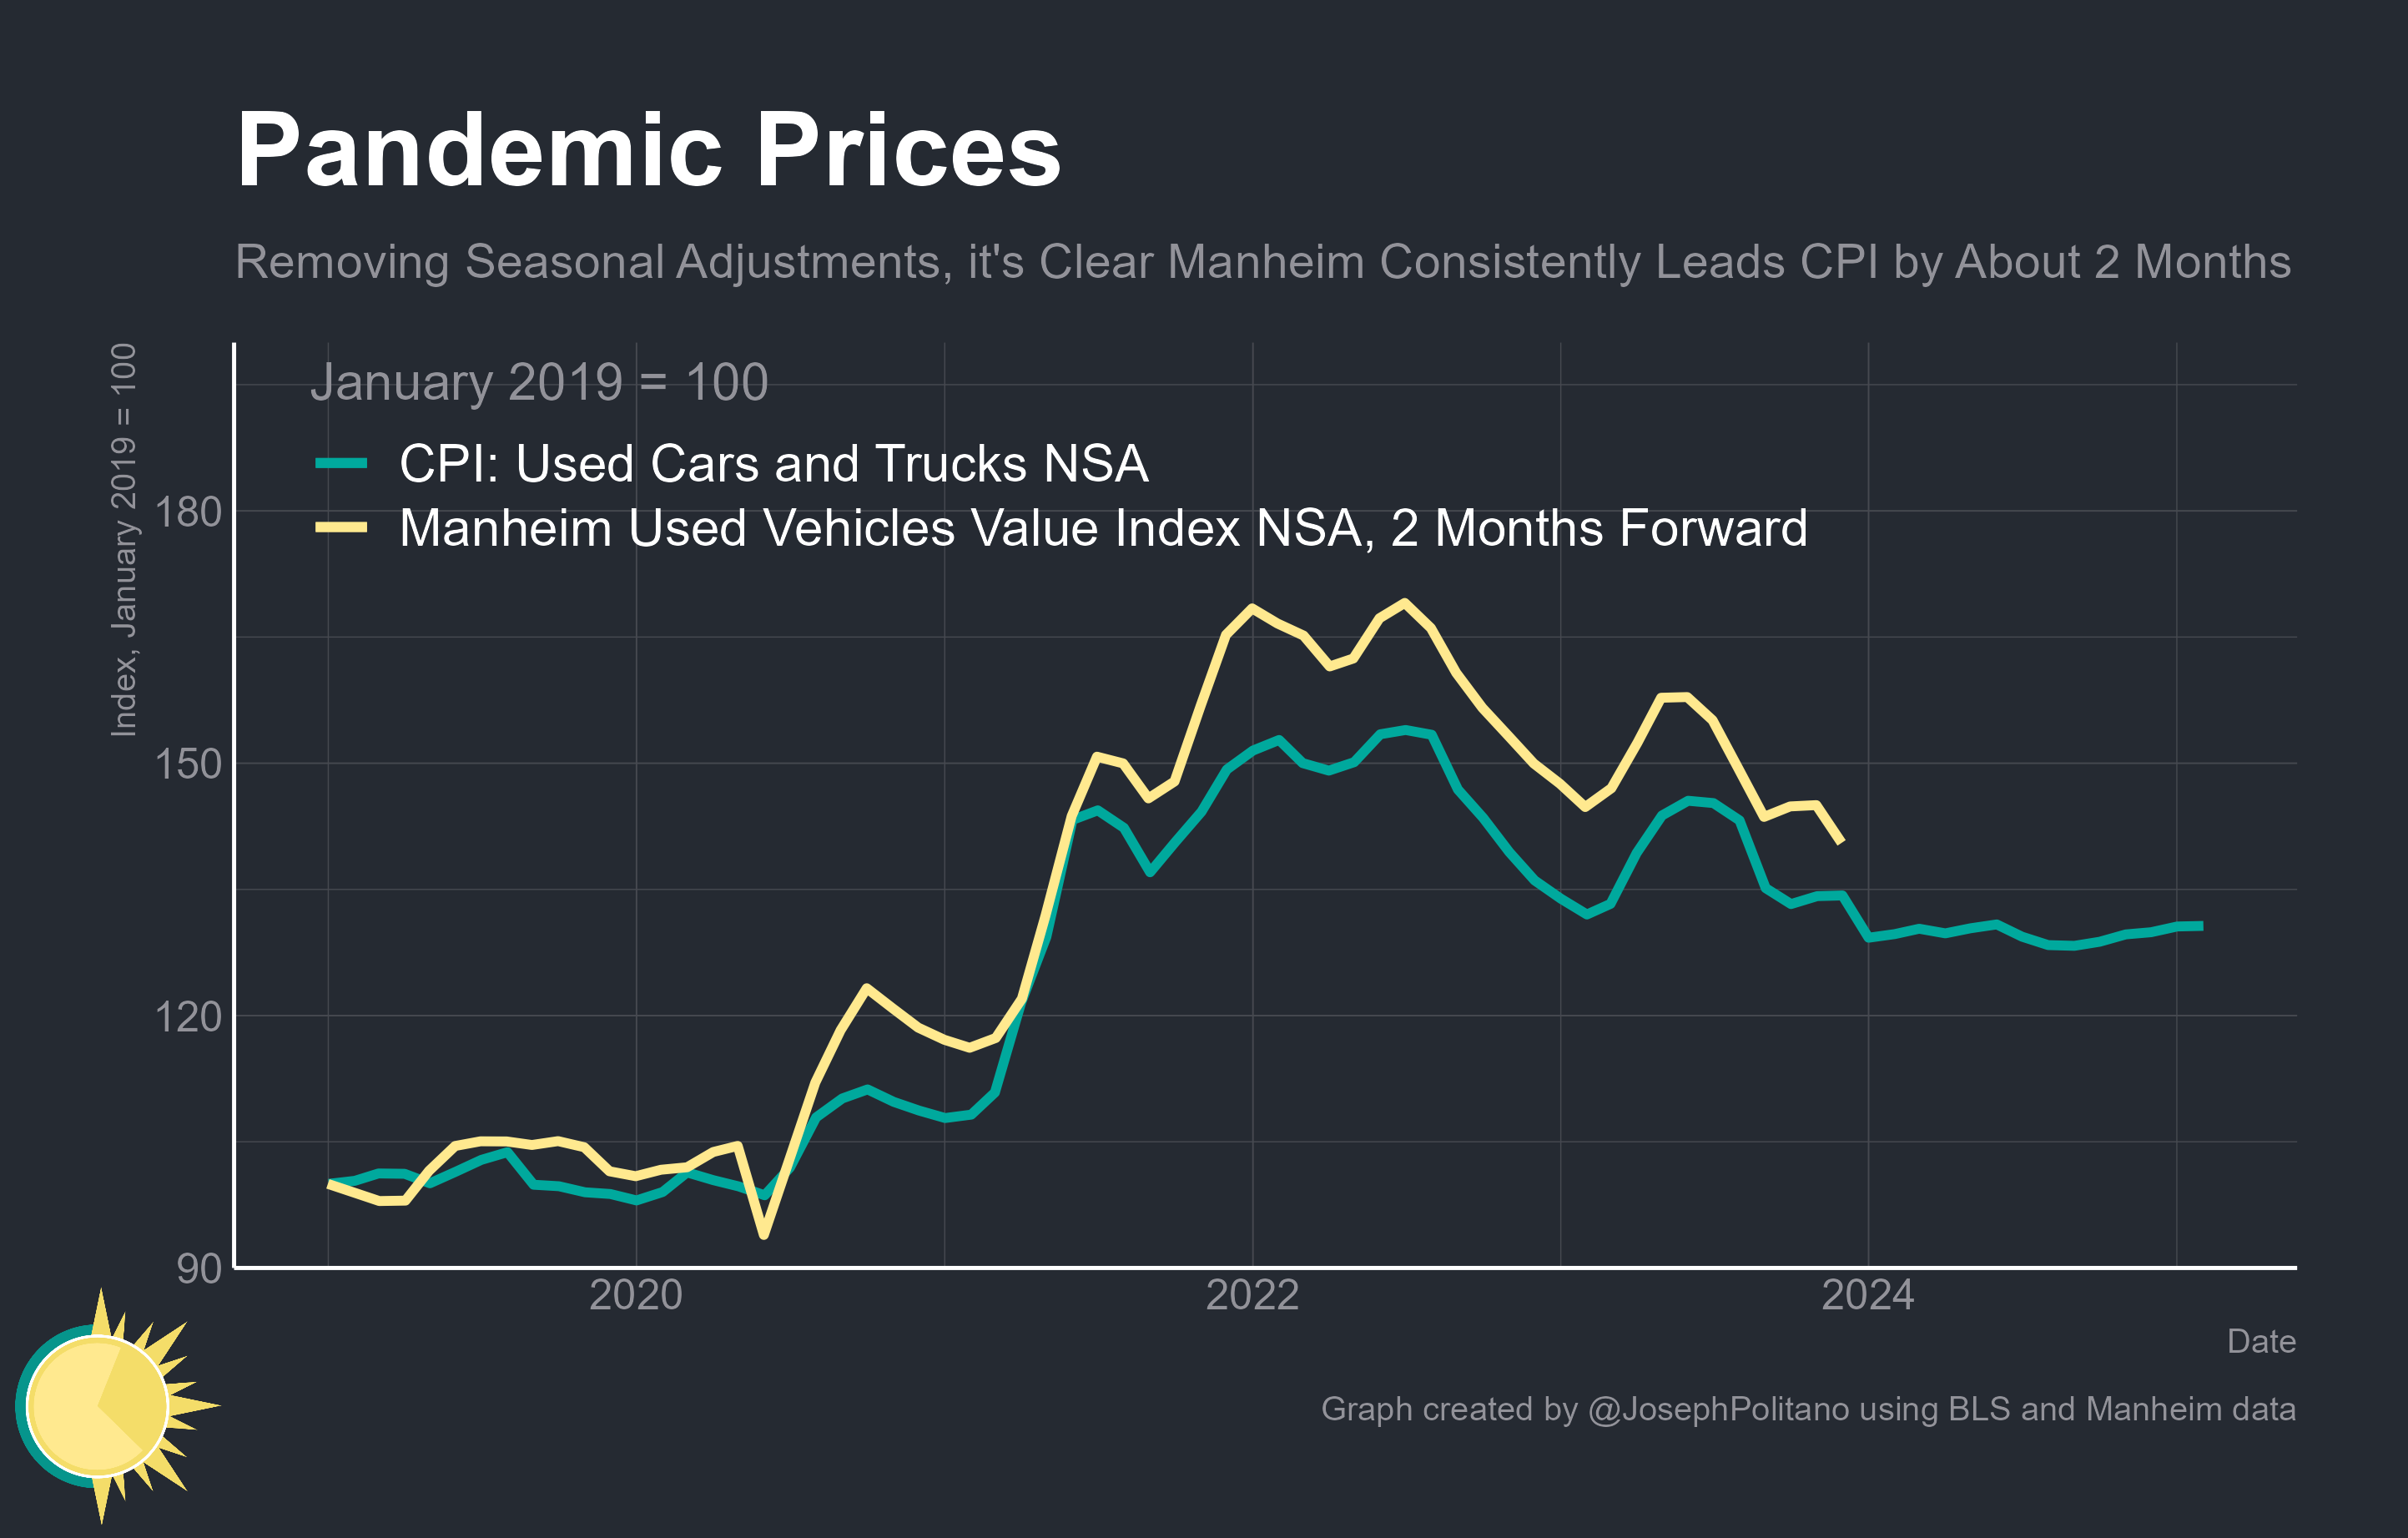 Pandemic Prices
Removing Seasonal Adjustments, it's Clear Manheim Consistently Leads CPI by About 2 Months
Index, January 2019 = 100
January 2019 = 100
CPI: Used Cars and Trucks NSA
Manheim Used Vehicles Value Index NSA, 2 Months Forward
180
150
120
90
2020
2022
2024
Date
Graph created by @JosephPolitano using BLS and Manheim data